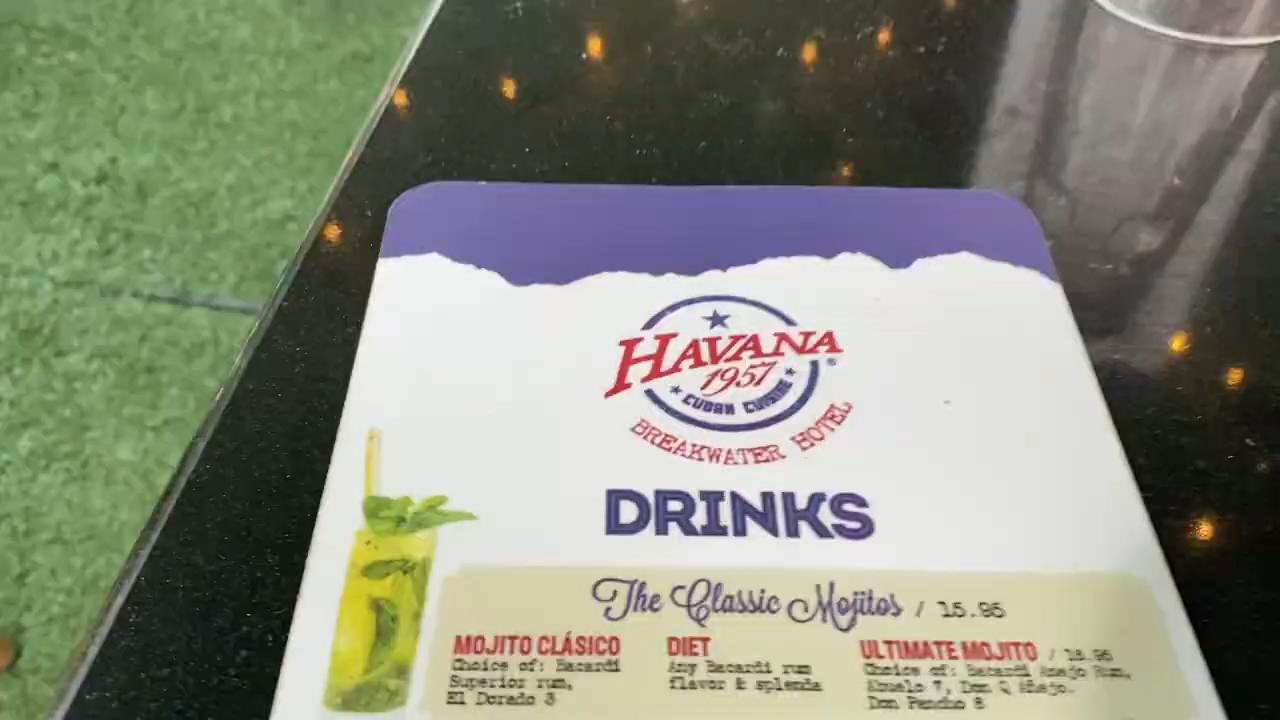 HAVANA
1957
CUBAN CUISINE
BREAKWATER HOTEL
DRINKS
The Classic Mojitos / 15.95
MOJITO CLÁSICO
Choice of: Bacardi
Superior rum,
El Dorado 3
DIET
Any Bacardi rum
flavor & splenda
ULTIMATE MOJITO / 18.95
Choice of: Bacardi Anejo Rum,
Abuelo 7, Don Q Añejo.
Don Pancho 8